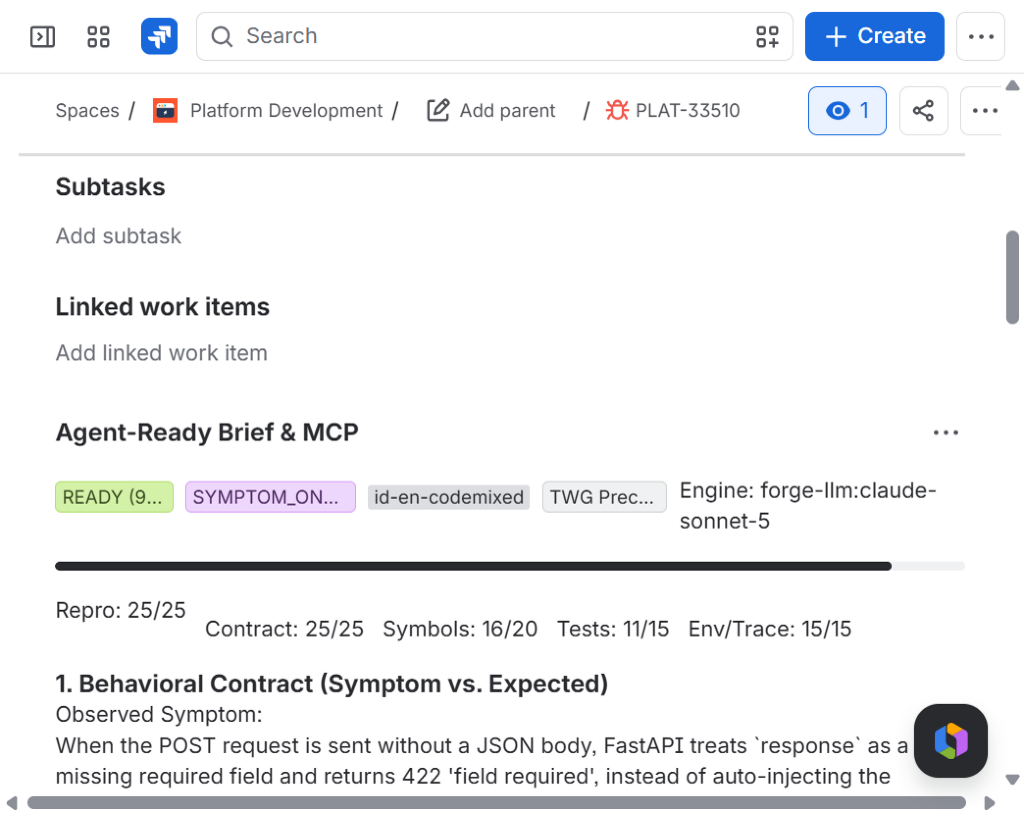 Search
Create
Spaces / Platform Development / Add parent / PLAT-33510
1
Subtasks
Add subtask
Linked work items
Add linked work item
Agent-Ready Brief & MCP
READY (9... SYMPTOM_ON... id-en-codemixed TWG Prec... Engine: forge-llm:claude-
sonnet-5
Repro: 25/25
Contract: 25/25 Symbols: 16/20 Tests: 11/15 Env/Trace: 15/15
1. Behavioral Contract (Symptom vs. Expected)
Observed Symptom:
When the POST request is sent without a JSON body, FastAPI treats `response` as a
missing required field and returns 422 'field required', instead of auto-injecting the